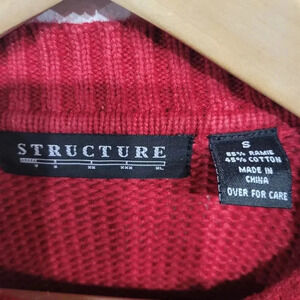 STRUCTURE
S
55% RAMIE
45% COTTON
MADE IN
CHINA
OVER FOR CARE